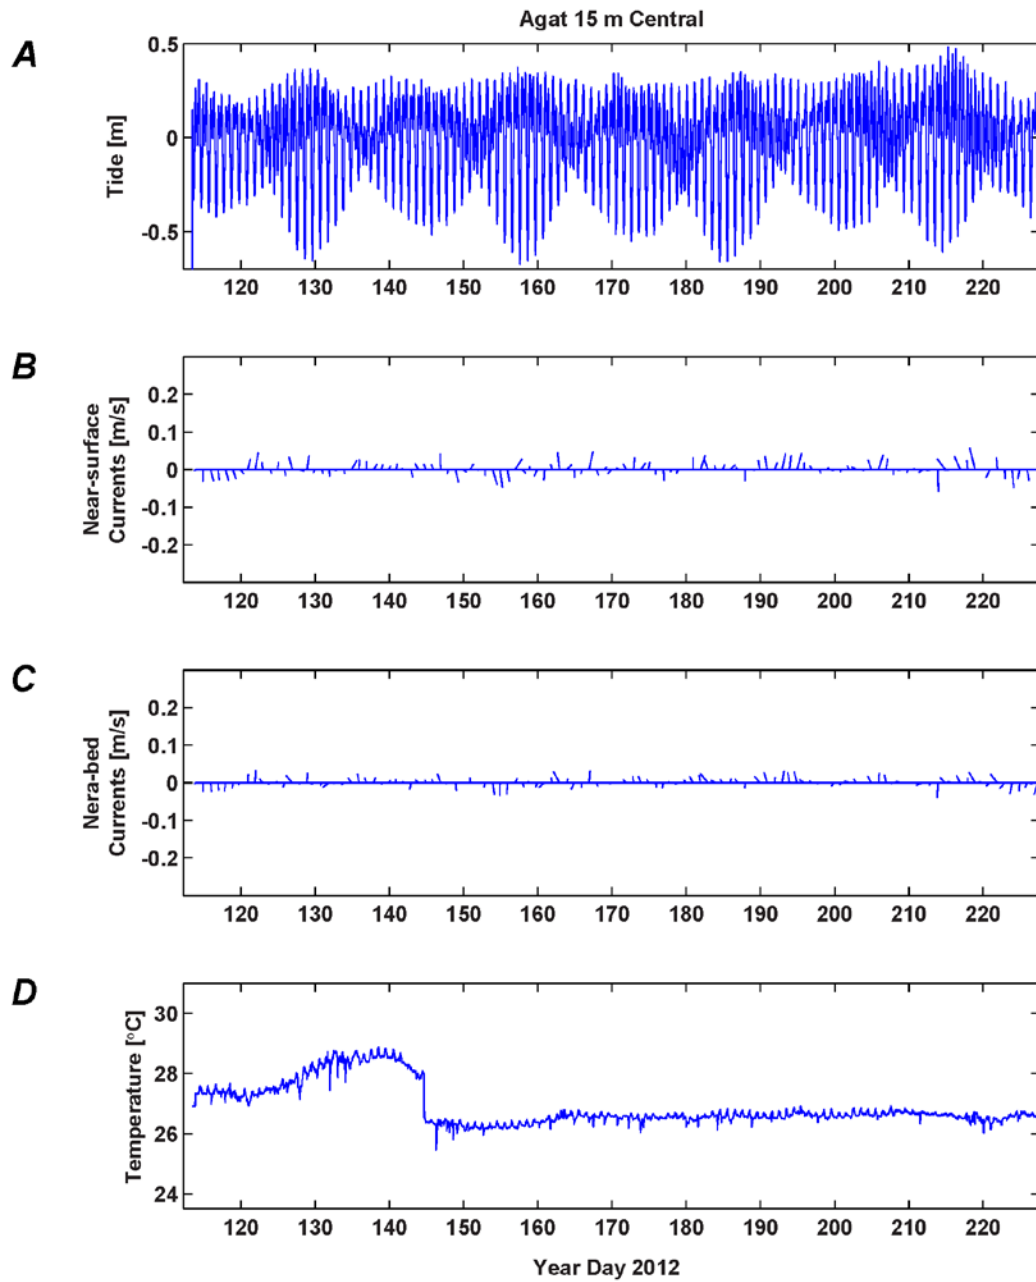 Agat 15 m Central
A
Tide [m]
0.5
0
-0.5
120 130 140 150 160 170 180 190 200 210 220
B
Near-surface
Currents [m/s]
0.2
0.1
0
-0.1
-0.2
120 130 140 150 160 170 180 190 200 210 220
C
Nera-bed
Currents [m/s]
0.2
0.1
0
-0.1
-0.2
120 130 140 150 160 170 180 190 200 210 220
D
Temperature [°C]
30
28
26
24
120 130 140 150 160 170 180 190 200 210 220
Year Day 2012